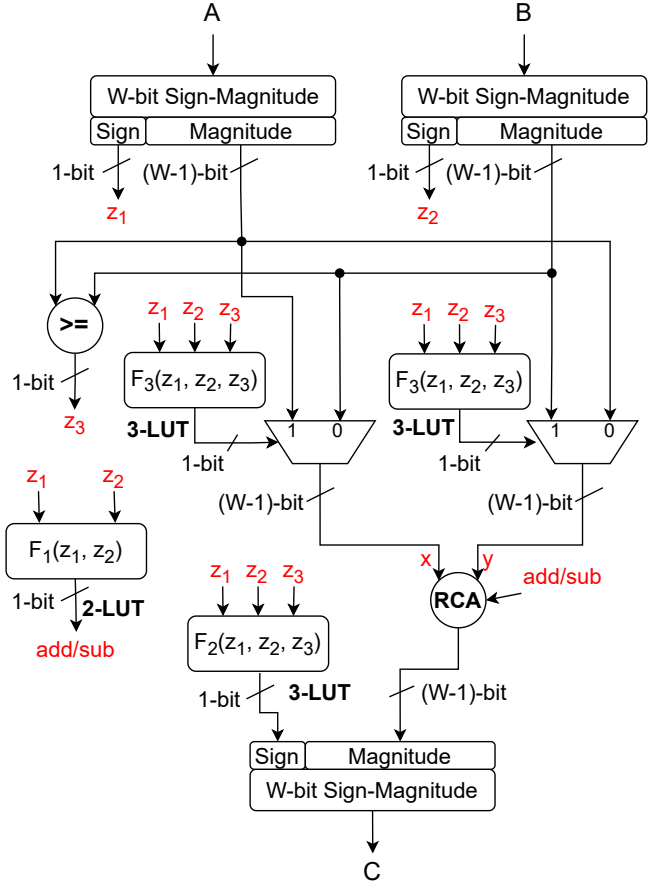 A
B
W-bit Sign-Magnitude
W-bit Sign-Magnitude
Sign
Magnitude
Sign
Magnitude
1-bit
(W-1)-bit
1-bit
(W-1)-bit
z1
z2
>=
z1
z2
z3
z1
z2
z3
1-bit
F3(z1, z2, z3)
F3(z1, z2, z3)
z3
3-LUT
1
0
3-LUT
1
0
1-bit
1-bit
z1
z2
(W-1)-bit
(W-1)-bit
F1(z1, z2)
x
y
z1
z2
z3
add/sub
1-bit
2-LUT
RCA
add/sub
F2(z1, z2, z3)
1-bit
3-LUT
(W-1)-bit
Sign
Magnitude
W-bit Sign-Magnitude
C